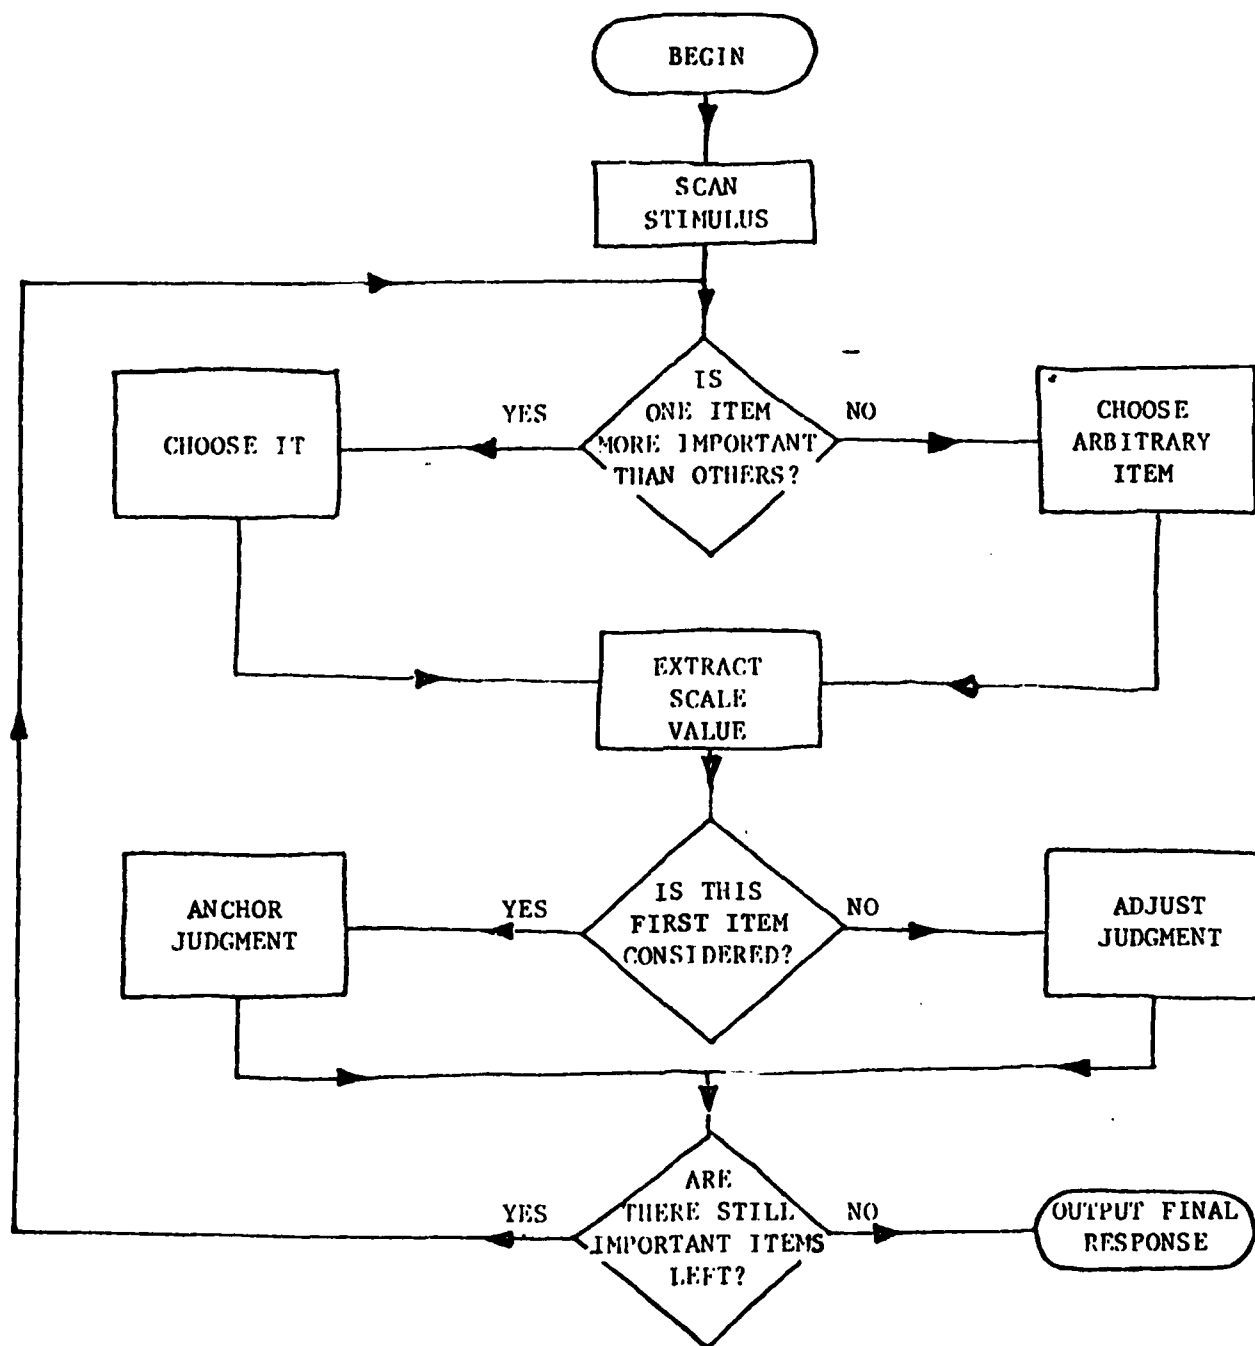 BEGIN
SCAN
STIMULUS
IS
ONE ITEM
MORE IMPORTANT
THAN OTHERS?
YES
NO
CHOOSE IT
CHOOSE
ARBITRARY
ITEM
EXTRACT
SCALE
VALUE
IS THIS
FIRST ITEM
CONSIDERED?
YES
NO
ANCHOR
JUDGMENT
ADJUST
JUDGMENT
ARE
THERE STILL
IMPORTANT ITEMS
LEFT?
YES
NO
OUTPUT FINAL
RESPONSE